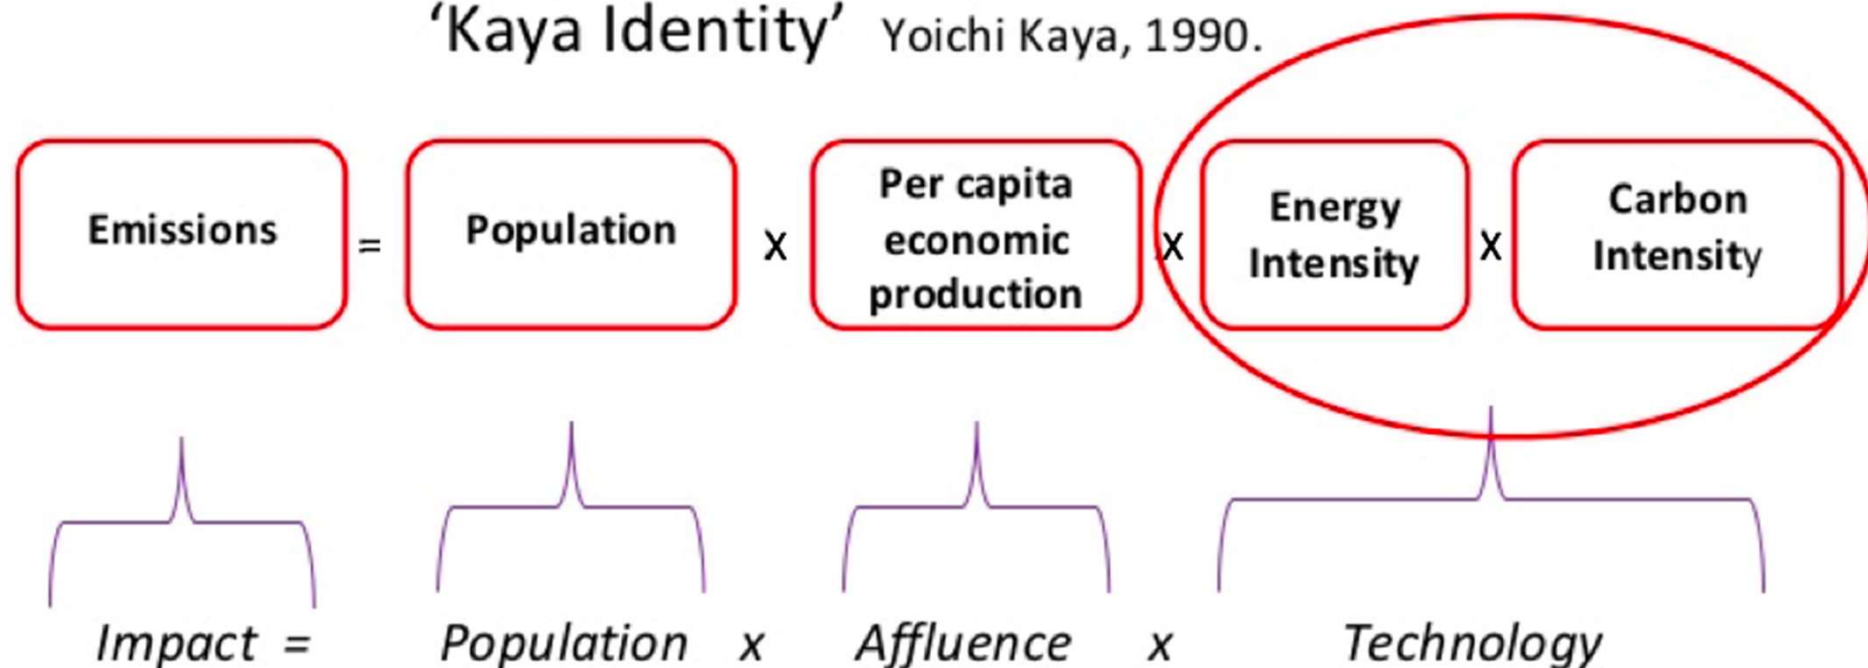 ‘Kaya Identity’ Yoichi Kaya, 1990.
Emissions
=
Population
x
Per capita
economic
production
x
Energy
Intensity
x
Carbon
Intensity
Impact = Population x Affluence x Technology